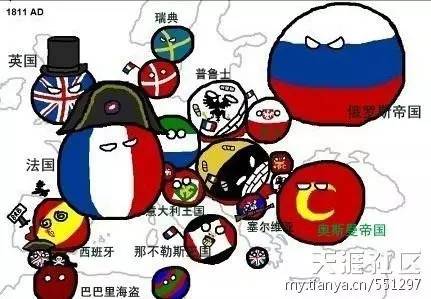 1811 AD
瑞典
英国
普鲁士
俄罗斯帝国
法国
意大利王国
塞尔维亚
奥斯曼帝国
西班牙
那不勒斯王国
巴巴里海盗
天涯社区
my.tianya.cn/551297